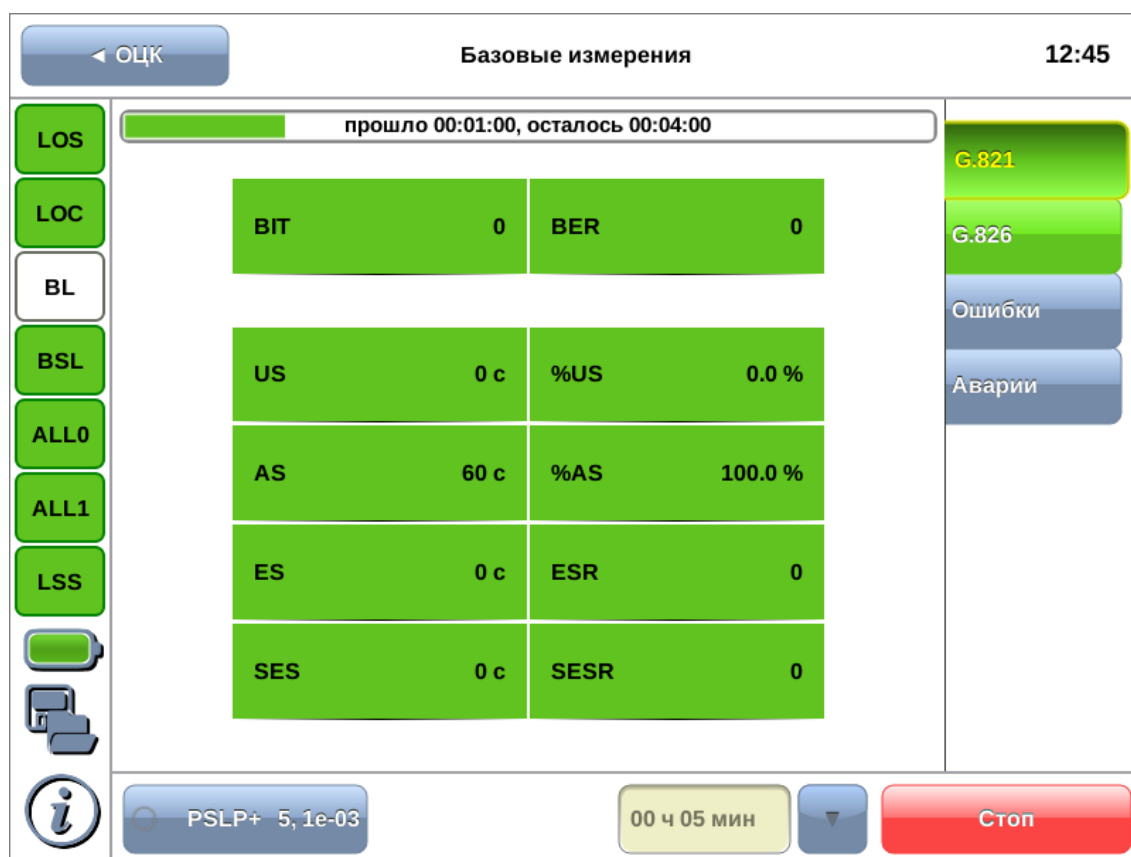 ◄ ОЦК
Базовые измерения
12:45
LOS
LOC
BL
BSL
ALL0
ALL1
LSS
прошло 00:01:00, осталось 00:04:00
BIT 0 BER 0
US 0 с %US 0.0 %
AS 60 с %AS 100.0 %
ES 0 с ESR 0
SES 0 с SESR 0
G.821
G.826
Ошибки
Аварии
i
PSLP+ 5, 1e-03
00 ч 05 мин
▼
Стоп